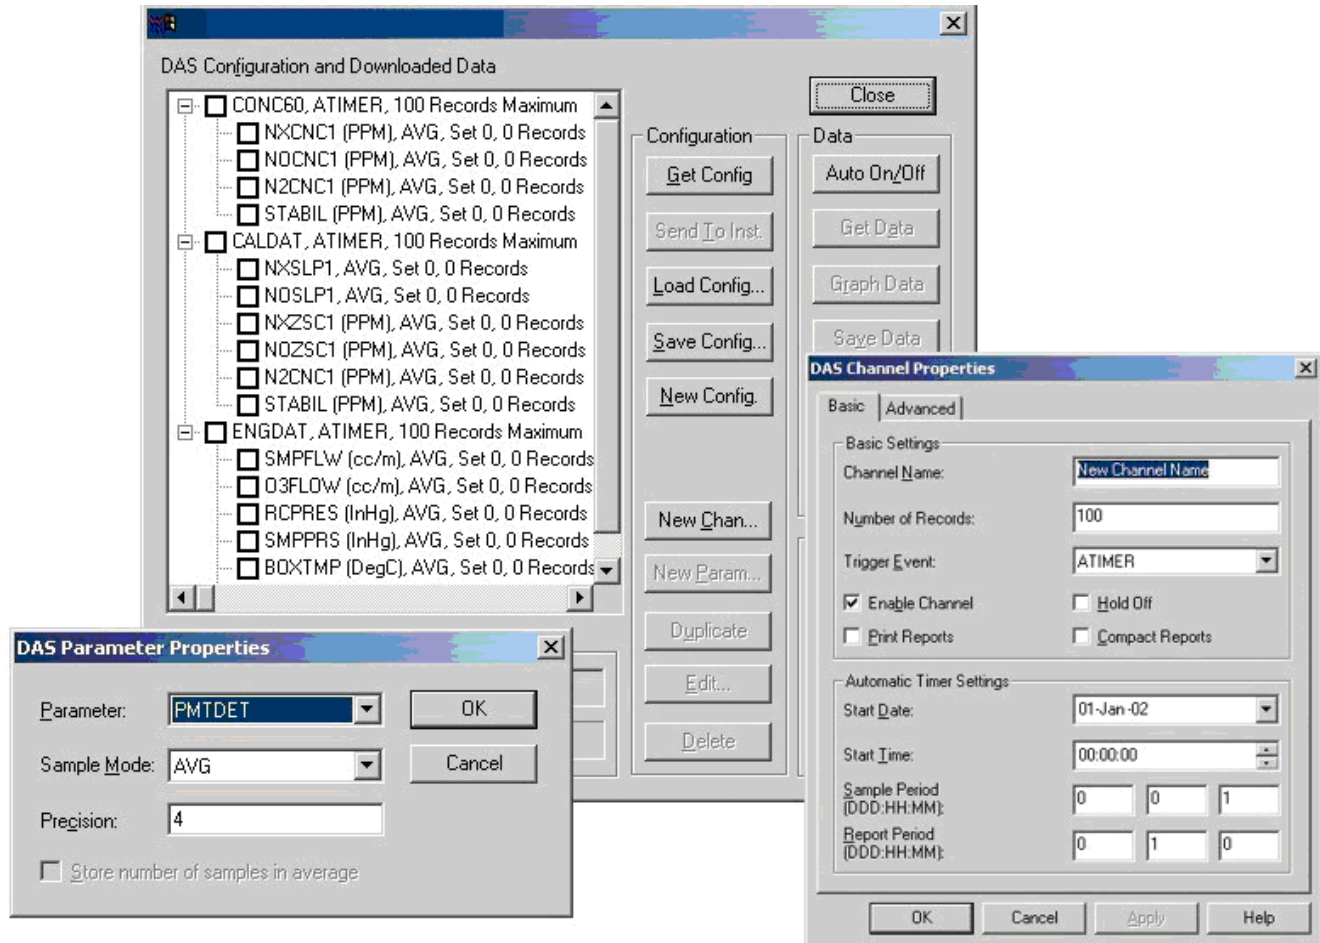 DAS Configuration and Downloaded Data
CONC60, ATIMER, 100 Records Maximum
NXCNC1 (PPM), AVG, Set 0, 0 Records
NOCNC1 (PPM), AVG, Set 0, 0 Records
N2CNC1 (PPM), AVG, Set 0, 0 Records
STABIL (PPM), AVG, Set 0, 0 Records
CALDAT, ATIMER, 100 Records Maximum
NXSLP1, AVG, Set 0, 0 Records
NOSLP1, AVG, Set 0, 0 Records
NXZSC1 (PPM), AVG, Set 0, 0 Records
NOZSC1 (PPM), AVG, Set 0, 0 Records
N2CNC1 (PPM), AVG, Set 0, 0 Records
STABIL (PPM), AVG, Set 0, 0 Records
ENGDAT, ATIMER, 100 Records Maximum
SMPFLW (cc/m), AVG, Set 0, 0 Records
O3FLOW (cc/m), AVG, Set 0, 0 Records
RCPRES (InHg), AVG, Set 0, 0 Records
SMPPRS (InHg), AVG, Set 0, 0 Records
BOXTMP (DegC), AVG, Set 0, 0 Records
Close
Configuration
Get Config
Send To Inst.
Load Config...
Save Config...
New Config.
New Chan...
New Param...
Duplicate
Edit...
Delete
Data
Auto On/Off
Get Data
Graph Data
Save Data
DAS Parameter Properties
Parameter: PMTDET
OK
Sample Mode: AVG
Cancel
Precision: 4
Store number of samples in average
DAS Channel Properties
Basic Advanced
Basic Settings
Channel Name: New Channel Name
Number of Records: 100
Trigger Event: ATIMER
Enable Channel Hold Off
Print Reports Compact Reports
Automatic Timer Settings
Start Date: 01-Jan-02
Start Time: 00:00:00
Sample Period
(DDD:HH:MM): 0 0 1
Report Period
(DDD:HH:MM): 0 1 0
OK Cancel Apply Help